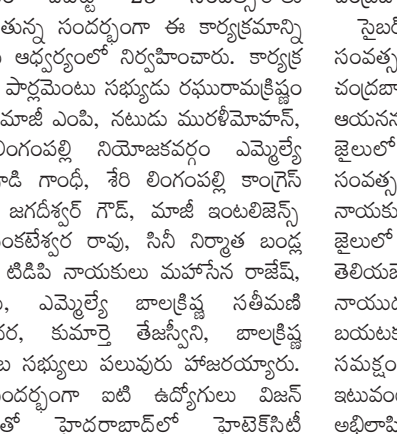 తున్న సందర్భంగా ఈ కార్యక్రమాన్ని
ఆధ్వర్యంలో నిర్వహించారు. కార్యక్ర
పార్లమెంటు సభ్యుడు రఘురామక్రిష్ణం
మాజీ ఎంపి, నటుడు మురళీమోహన్,
లింగంపల్లి నియోజకవర్గం ఎమ్మెల్యే
గాంధీ, శేరి లింగంపల్లి కాంగ్రెస్
జగదీశ్వర్ గౌడ్, మాజీ ఇంటలిజెన్స్
ంకటేశ్వర రావు, సినీ నిర్మాత బండ్ల
టిడిపి నాయకులు మహాసేన రాజేష్,
ఎమ్మెల్యే బాలక్రిష్ణ సతీమణి
ంధర, కుమార్తె తేజస్వీని, బాలక్రిష్ణ
సభ్యులు పలువురు హాజరయ్యారు.
ందర్భంగా ఐటి ఉద్యోగులు విజన్
తో హైదరాబాద్‌లో హైటెక్‌సిటీ
సైబర్
సంవత్స
చంద్రబా
ఆయనన
జైలులో
సంవత్స
నాయకు
జైలులో
తెలియజే
నాయుడ
బయటక
సమక్షం
ఇటువం
అభిలాషి